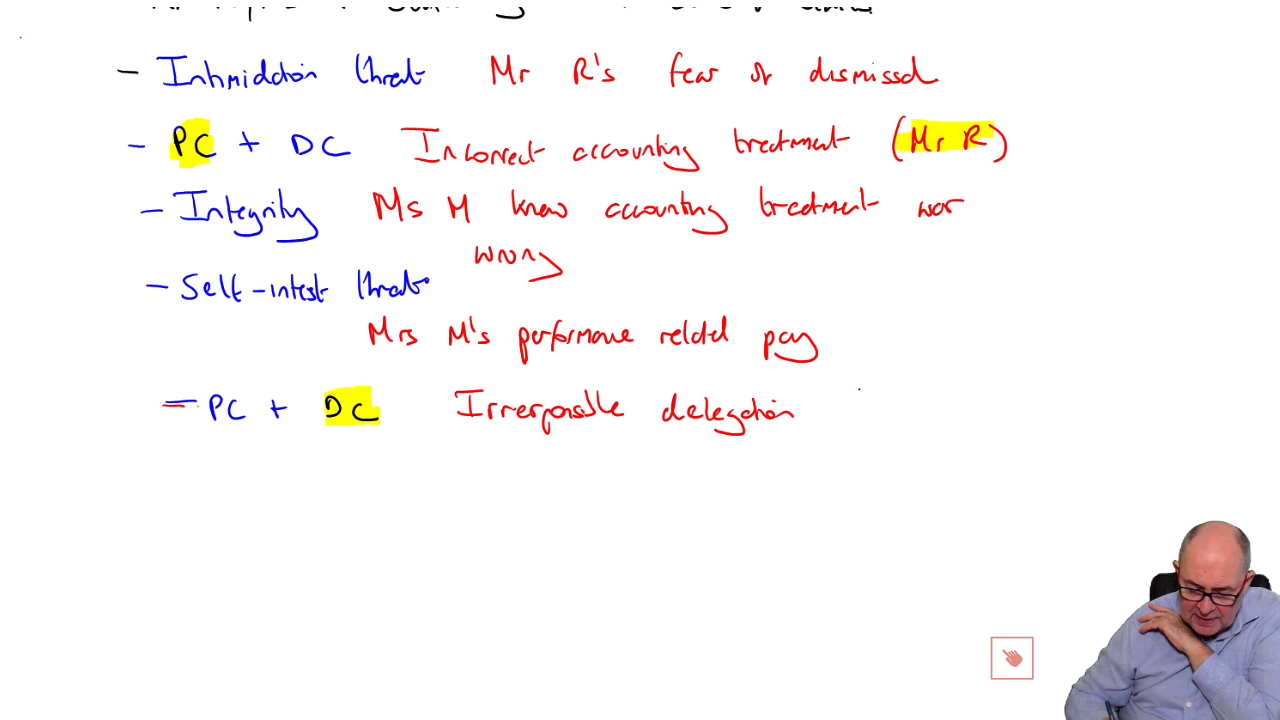 - Intimidation threat Mr R's fear of dismissal
- PC + DC Incorrect accounting treatment (Mr R)
- Integrity Ms M knew accounting treatment was
wrong
- Self-interest threat
Mrs M's performance related pay
- PC + DC Irresponsible delegation